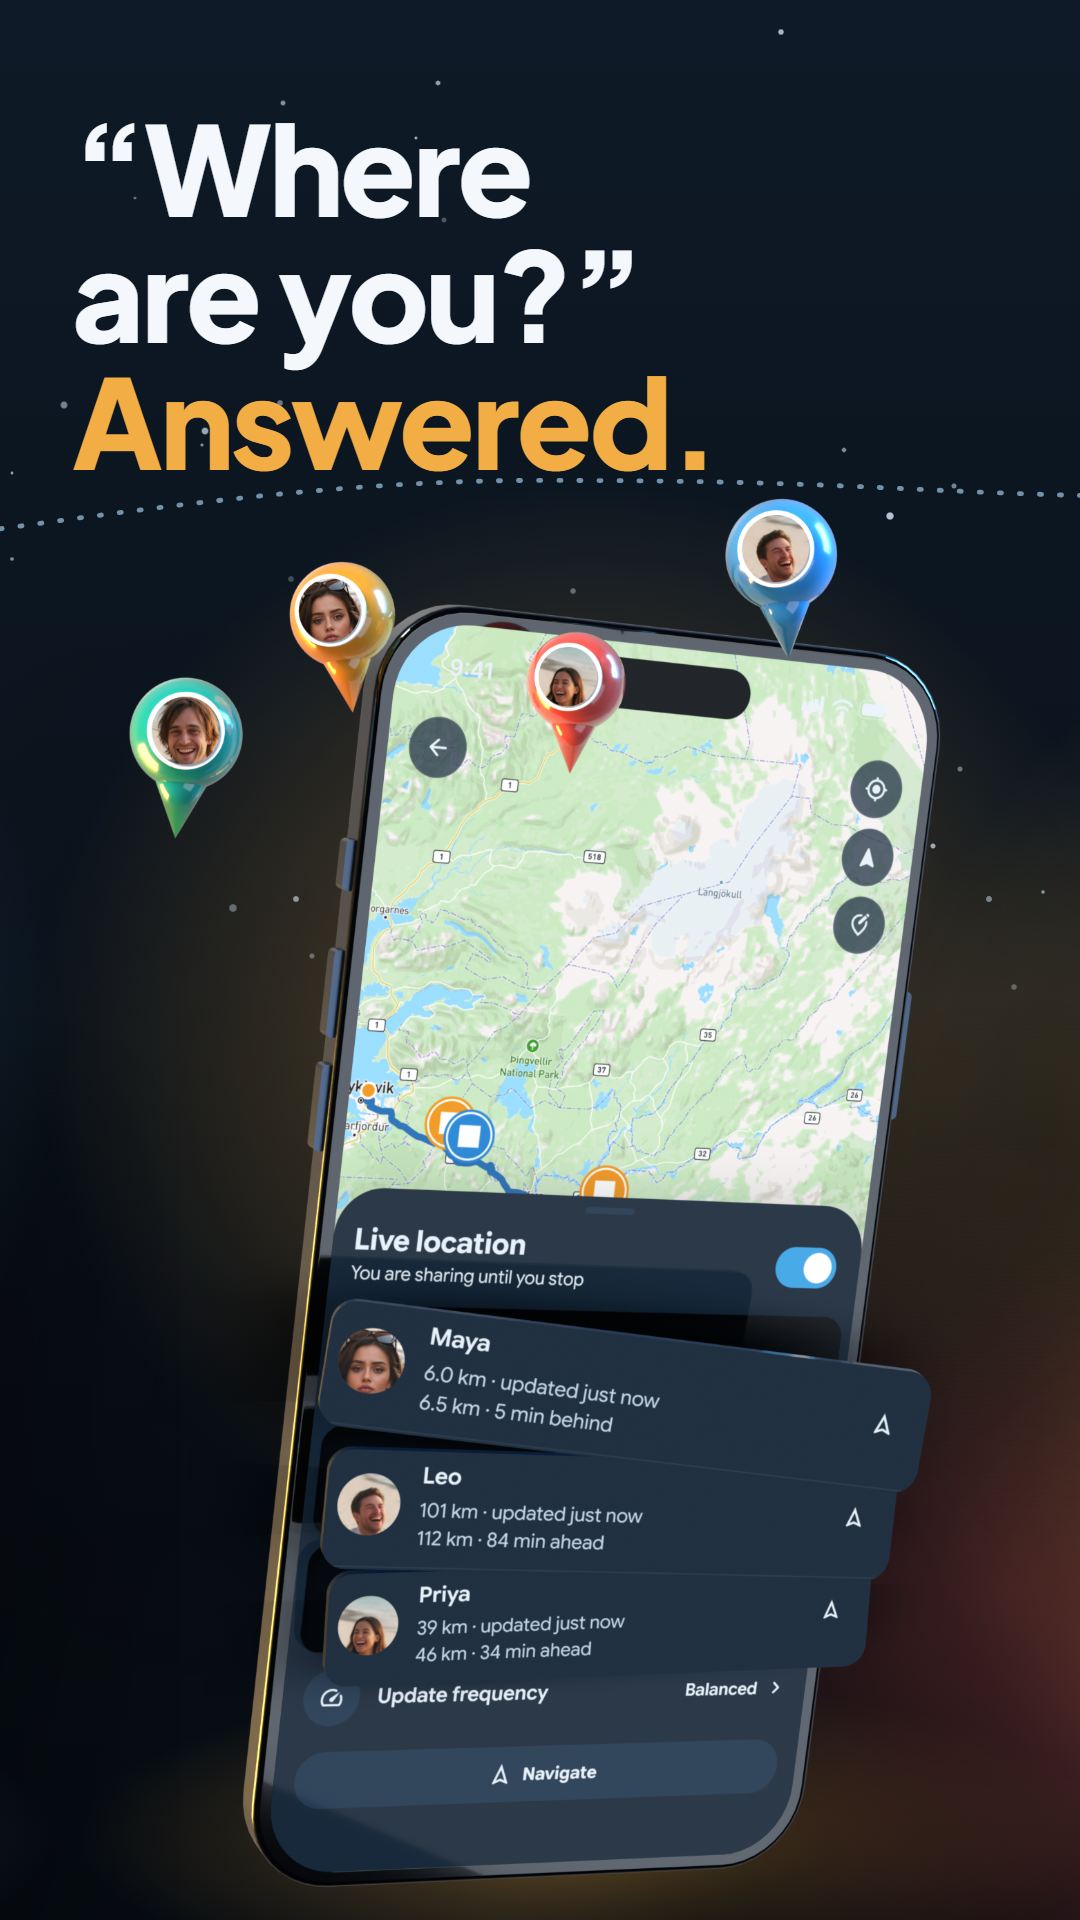 “Where
are you?”
Answered.
9:41
1
1
518
Langjökull
orgarnes
1
35
Þingvellir
National Park
37
1
26
26
arfjordur
32
Live location
You are sharing until you stop
Maya
6.0 km · updated just now
6.5 km · 5 min behind
Leo
101 km · updated just now
112 km · 84 min ahead
Priya
39 km · updated just now
46 km · 34 min ahead
Update frequency
Balanced
Navigate